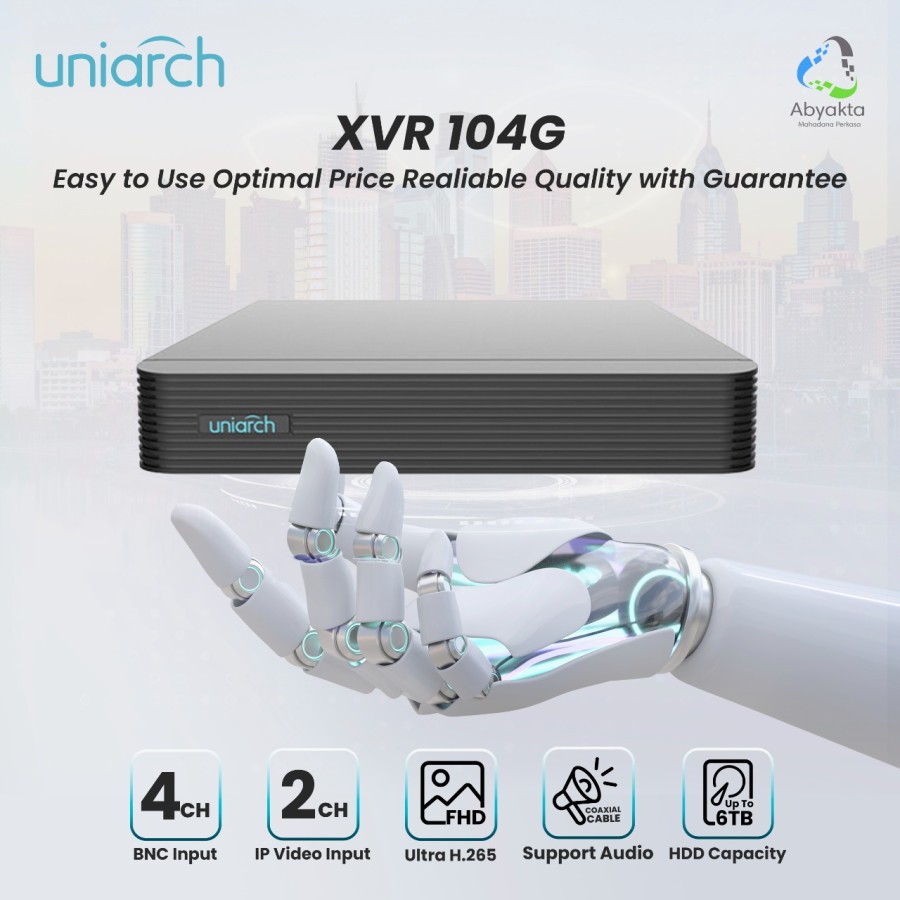 uniarch
Abyakta
Mahadana Perkasa
XVR 104G
Easy to Use Optimal Price Realiable Quality with Guarantee
uniarch
4CH
BNC Input
2CH
IP Video Input
FHD
Ultra H.265
COAXIAL
CABLE
Support Audio
Up To
6TB
HDD Capacity